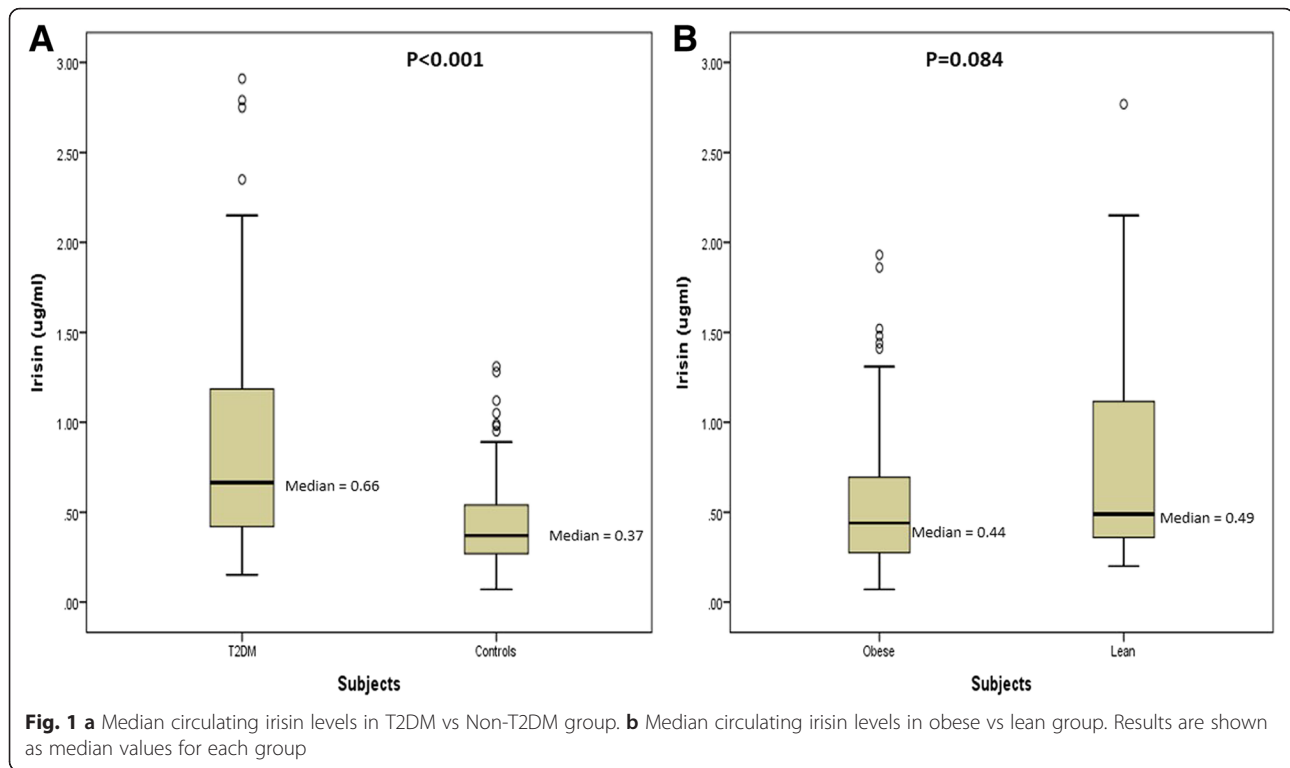 A
P<0.001
3.00
2.50
2.00
1.50
1.00
.50
.00
Irisin (ug/ml)
Median = 0.66
Median = 0.37
T2DM Controls
Subjects
B
P=0.084
3.00
2.50
2.00
1.50
1.00
.50
.00
Irisin (ugml)
Median = 0.44
Median = 0.49
Obese Lean
Subjects
Fig. 1 a Median circulating irisin levels in T2DM vs Non-T2DM group. b Median circulating irisin levels in obese vs lean group. Results are shown
as median values for each group